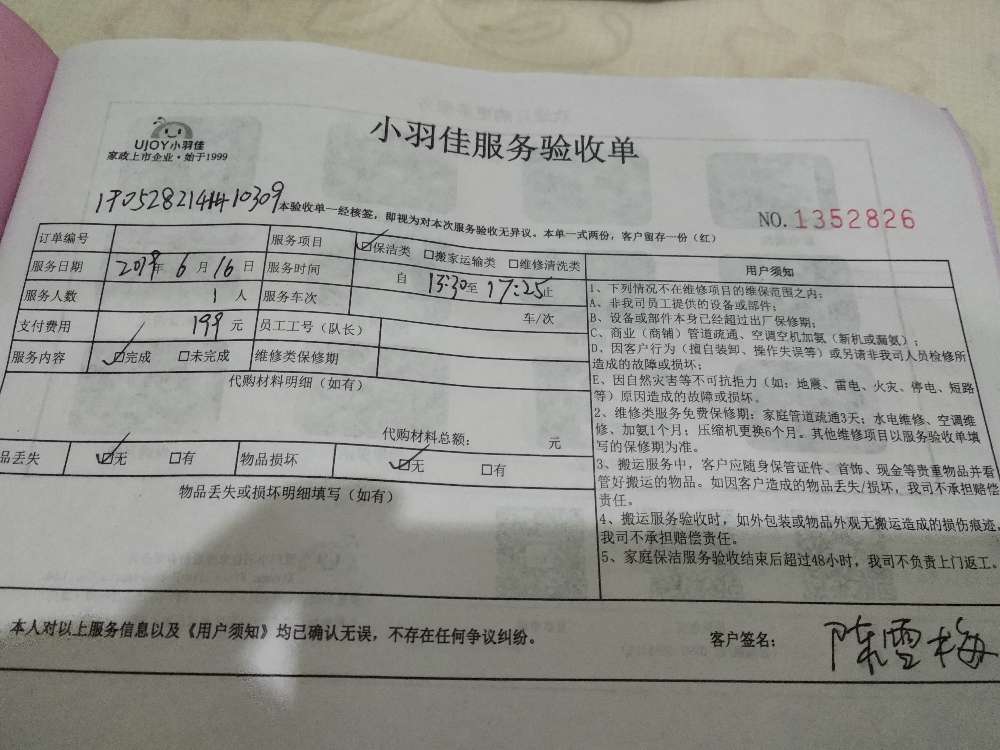 小羽佳服务验收单
UJOY小羽佳
家政上市企业·始于1999
本验收单一经核签，即视为对本次服务验收无异议。本单一式两份，客户留存一份（红）
NO.1352826
订单编号
服务项目 ☑保洁类 □搬家运输类 □维修清洗类
服务日期 2019年 6月 16日 服务时间 自 13:30至 17:25止
服务人数 1 人 服务车次 车/次
支付费用 199 元 员工工号（队长）
服务内容 ☑完成 □未完成 维修类保修期
代购材料明细（如有）
代购材料总额： 元
品丢失 ☑无 □有 物品损坏 ☑无 □有
物品丢失或损坏明细填写（如有）
用户须知
1、下列情况不在维修项目的维保范围之内：
A、非我司员工提供的设备或部件；
B、设备或部件本身已经超过出厂保修期；
C、商业（商铺）管道疏通、空调空机加氨（新机或漏氨）；
D、因客户行为（擅自装卸、操作失误等）或另请非我司人员检修所
造成的故障或损坏；
E、因自然灾害等不可抗拒力（如：地震、雷电、火灾、停电、短路
等）原因造成的故障或损坏。
2、维修类服务免费保修期：家庭管道疏通3天；水电维修、空调维
修、加氨1个月；压缩机更换6个月。其他维修项目以服务验收单填
写的保修期为准。
3、搬运服务中，客户应随身保管证件、首饰、现金等贵重物品并看
管好搬运的物品。如因客户造成的物品丢失/损坏，我司不承担赔偿
责任。
4、搬运服务验收时，如外包装或物品外观无搬运造成的损伤痕迹，
我司不承担赔偿责任。
5、家庭保洁服务验收结束后超过48小时，我司不负责上门返工。
本人对以上服务信息以及《用户须知》均已确认无误，不存在任何争议纠纷。
客户签名： 陈雪梅